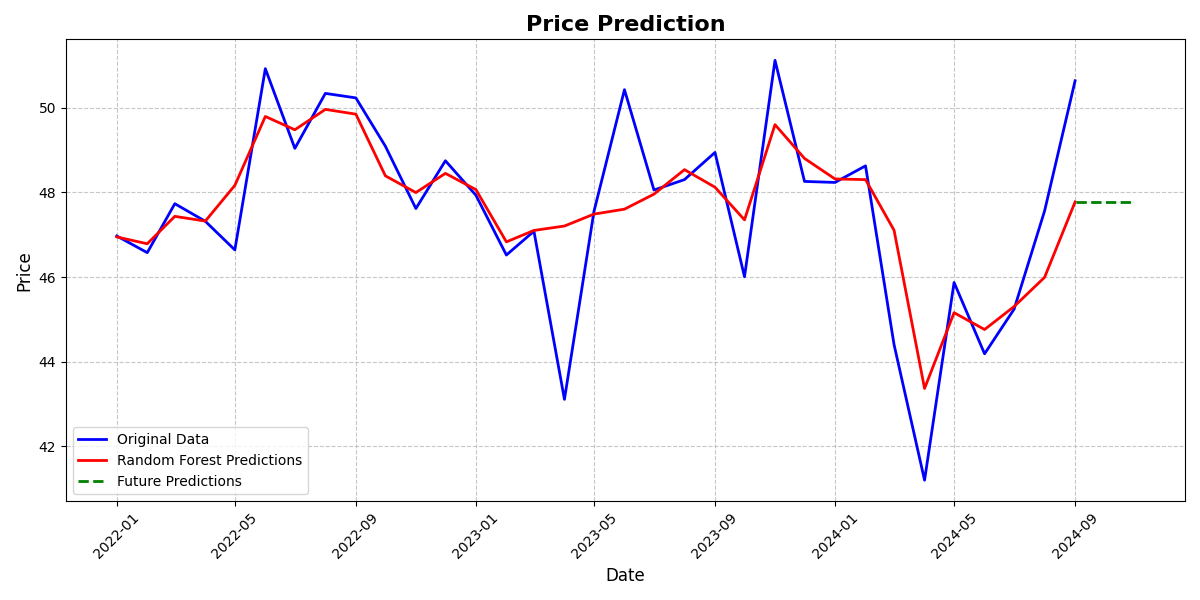 Price Prediction
Price
50
48
46
44
42
Original Data
Random Forest Predictions
Future Predictions
2022-01
2022-05
2022-09
2023-01
2023-05
2023-09
2024-01
2024-05
2024-09
Date